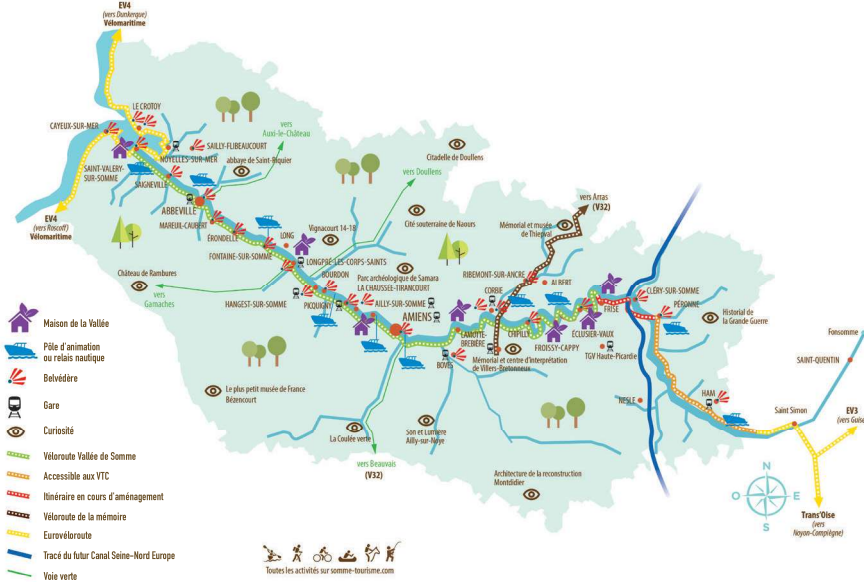 EV4
(vers Dunkerque)
Vélomaritime
LE CROTOY
CAYEUX-SUR-MER
SAILLY-FLIBEAUCOURT
NOYELLES-SUR-MER
SAINT-VALERY-
SUR-SOMME
SAIGNEVILLE
abbaye de Saint-Riquier
vers
Auxi-le-Château
EV4
(vers Roscoff)
Vélomaritime
ABBEVILLE
MAREUIL-CAUBERT
ÉRONDELLE
FONTAINE-SUR-SOMME
LONG
Vignacourt 14-18
LONGPRÉ-LES-CORPS-SAINTS
BOURDON
Citadelle de Doullens
vers Doullens
Cité souterraine de Naours
Parc archéologique de Samara
LA CHAUSSEE-TIRANCOURT
Château de Rambures
vers
Gamaches
HANGEST-SUR-SOMME
PICQUIGNY
AILLY-SUR-SOMME
AMIENS
vers Arras
(V32)
Mémorial et musée
de Thiepval
RIBEMONT-SUR-ANCRE
ALBERT
CORBIE
LAMOTTE-
BREBIÈRE
CHIPILLY
BOVES
FROISSY-CAPPY
ECLUSIER-VAUX
FRISE
CLÉRY-SUR-SOMME
PÉRONNE
Historial de
la Grande Guerre
TGV Haute-Picardie
Mémorial et centre d'interprétation
de Villers-Bretonneux
NESLE
HAM
Fonsomme
SAINT-QUENTIN
Saint Simon
EV3
(vers Guise)
Trans'Oise
(vers
Noyon-Compiègne)
Le plus petit musée de France
Bézencourt
La Coulée verte
vers Beauvais
(V32)
Son et Lumière
Ailly-sur-Noye
Architecture de la reconstruction
Montdidier
N
O
E
S
Maison de la Vallée
Pôle d'animation
ou relais nautique
Belvédère
Gare
Curiosité
Véloroute Vallée de Somme
Accessible aux VTC
Itinéraire en cours d'aménagement
Véloroute de la mémoire
Eurovéloroute
Tracé du futur Canal Seine-Nord Europe
Voie verte
Toutes les activités sur somme-tourisme.com